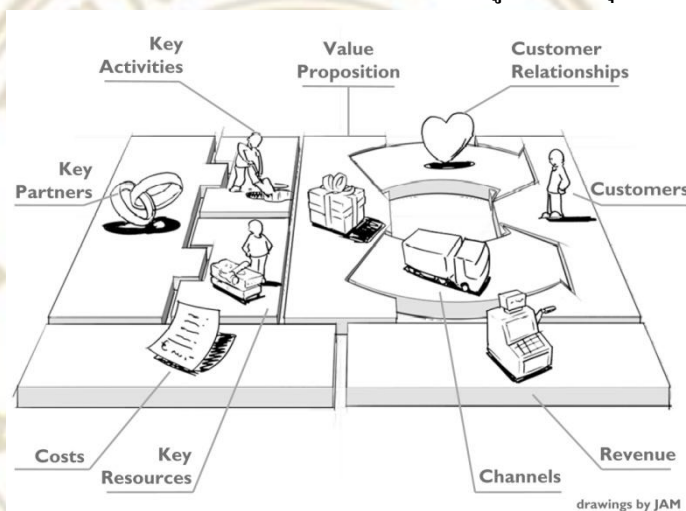 Key
Activities
Value
Proposition
Customer
Relationships
Key
Partners
Customers
Costs
Key
Resources
Channels
Revenue
drawings by JAM